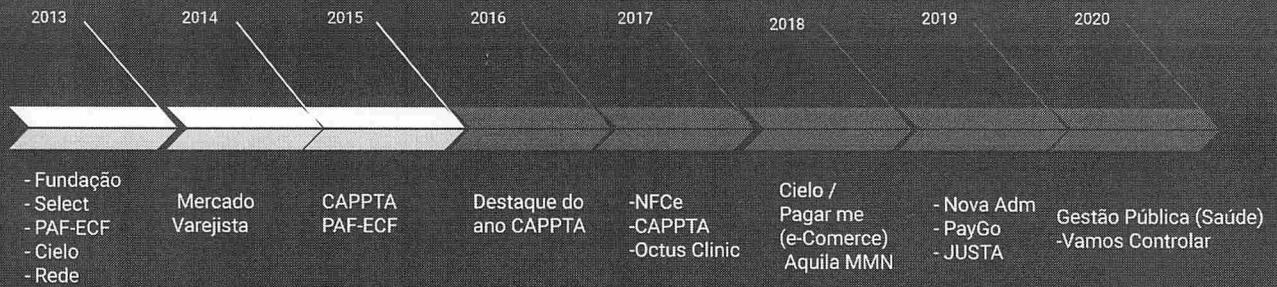 2013
2014
2015
2016
2017
2018
2019
2020
- Fundação
- Select
- PAF-ECF
- Cielo
- Rede
Mercado
Varejista
CAPPTA
PAF-ECF
Destaque do
ano CAPPTA
-NFCe
-CAPPTA
-Octus Clinic
Cielo /
Pagar me
(e-Comerce)
Aquila MMN
- Nova Adm
- PayGo
- JUSTA
Gestão Pública (Saúde)
-Vamos Controlar